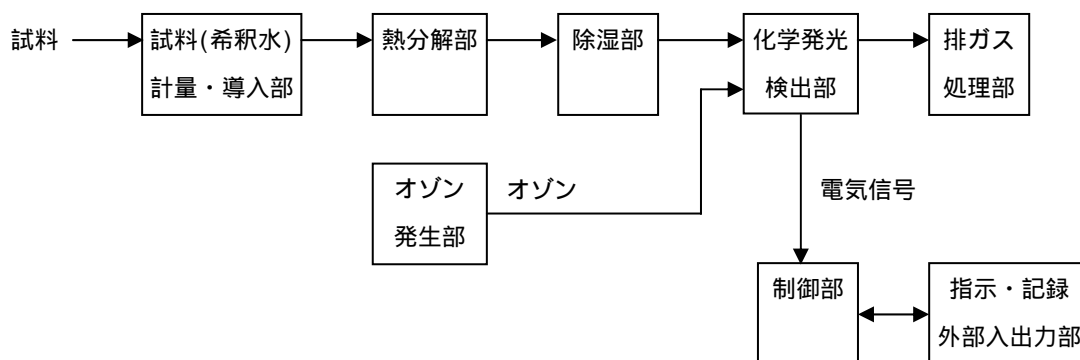 試料
試料(希釈水)
計量・導入部
熱分解部
除湿部
化学発光
検出部
排ガス
処理部
オゾン
発生部
オゾン
電気信号
制御部
指示・記録
外部入出力部